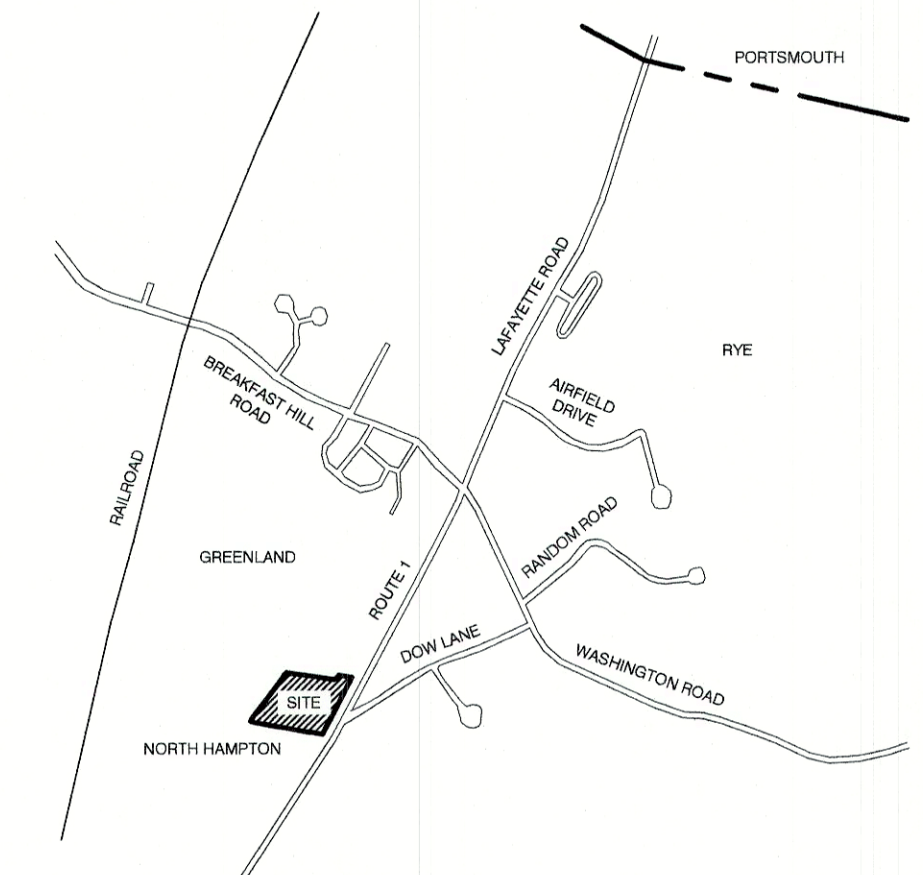 PORTSMOUTH
LAFAYETTE ROAD
RYE
BREAKFAST HILL
ROAD
AIRFIELD
DRIVE
RAILROAD
GREENLAND
RANDOM ROAD
ROUTE 1
DOW LANE
WASHINGTON ROAD
SITE
NORTH HAMPTON